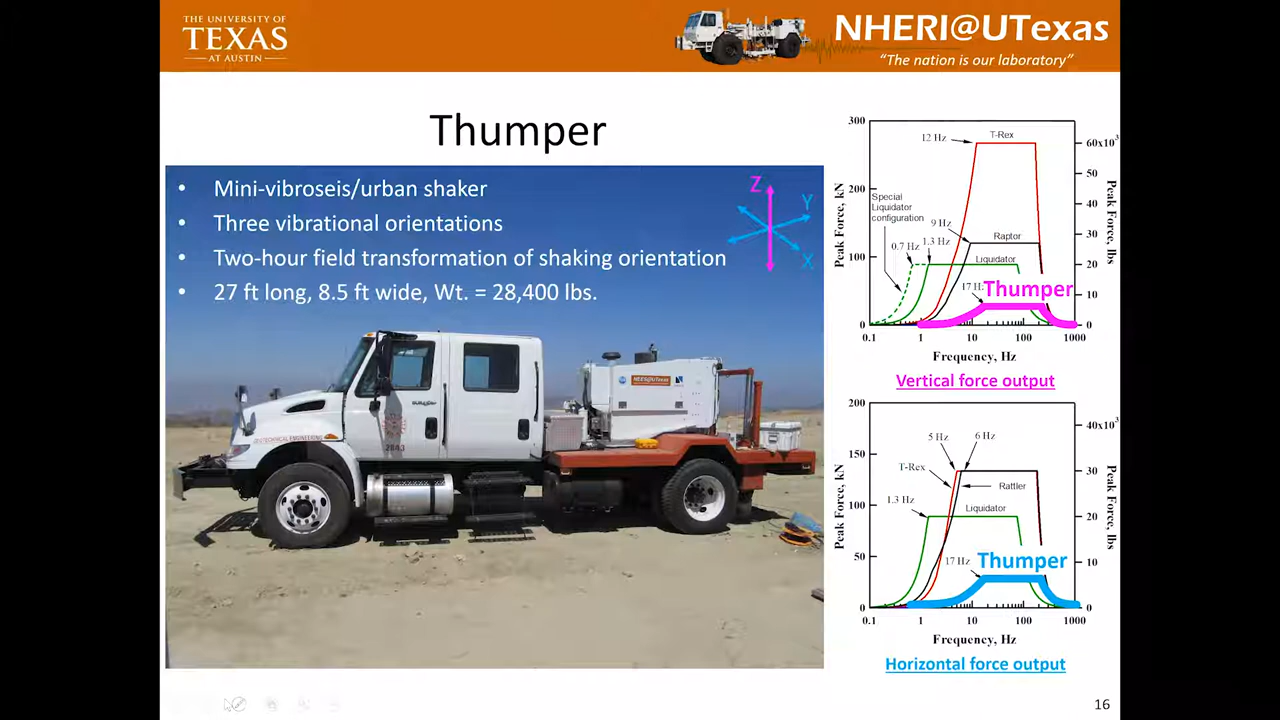 THE UNIVERSITY OF
TEXAS
AT AUSTIN
NHERI@UTexas
“The nation is our laboratory”
Thumper
• Mini-vibroseis/urban shaker
• Three vibrational orientations
• Two-hour field transformation of shaking orientation
• 27 ft long, 8.5 ft wide, Wt. = 28,400 lbs.
Z
Y
X
NEES@UTexas
2003
300
200
100
0
Peak Force, kN
12 Hz
T-Rex
Special
Liquidator
configuration
9 Hz
Raptor
0.7 Hz
1.3 Hz
Liquidator
Thumper
60x10³
50
40
30
20
10
0
Peak Force, lbs
0.1
1
10
100
1000
Frequency, Hz
Vertical force output
200
150
100
50
0
Peak Force, kN
5 Hz
6 Hz
T-Rex
Rattler
1.3 Hz
Liquidator
17 Hz
Thumper
40x10³
30
20
10
0
Peak Force, lbs
0.1
1
10
100
1000
Frequency, Hz
Horizontal force output
16